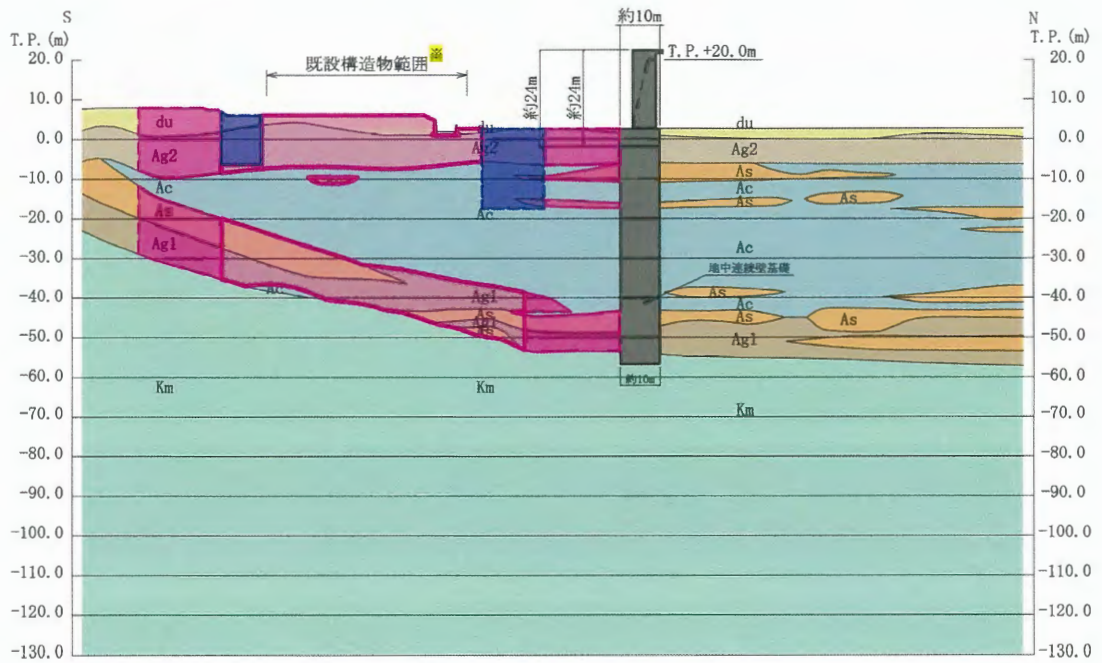 S
T.P.(m)
20.0
10.0
0.0
-10.0
-20.0
-30.0
-40.0
-50.0
-60.0
-70.0
-80.0
-90.0
-100.0
-110.0
-120.0
-130.0
既設構造物範囲※
約10m
T.P.+20.0m
約24m
約24m
N
T.P.(m)
20.0
10.0
0.0
-10.0
-20.0
-30.0
-40.0
-50.0
-60.0
-70.0
-80.0
-90.0
-100.0
-110.0
-120.0
-130.0
du
Ag2
Ac
As
Ag1
Ac
Km
du
Ag2
Ac
Ag1
As
Ag1
As
Km
地中連続壁基礎
約10m
du
Ag2
As
Ac
As
As
Ac
As
Ac
As
As
Ag1
Km